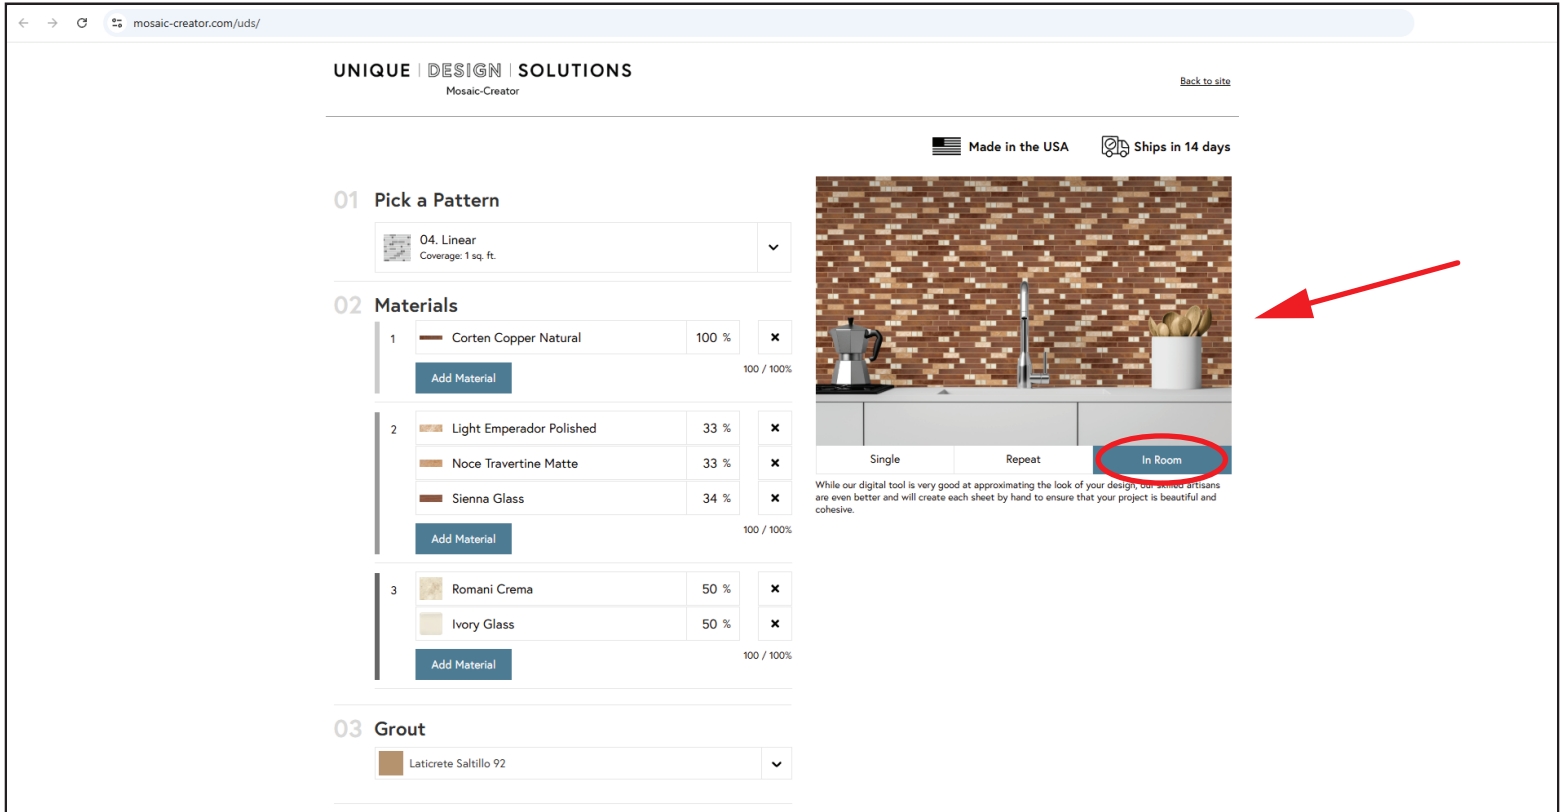 mosaic-creator.com/uds/
UNIQUE | DESIGN | SOLUTIONS
Mosaic-Creator
Back to site
Made in the USA
Ships in 14 days
01 Pick a Pattern
04. Linear
Coverage: 1 sq. ft.
02 Materials
1 Corten Copper Natural 100 %
Add Material
100 / 100%
2 Light Emperador Polished 33 %
Noce Travertine Matte 33 %
Sienna Glass 34 %
Add Material
100 / 100%
3 Romani Crema 50 %
Ivory Glass 50 %
Add Material
100 / 100%
03 Grout
Laticrete Saltillo 92
Single Repeat In Room
While our digital tool is very good at approximating the look of your design, our skilled artisans
are even better and will create each sheet by hand to ensure that your project is beautiful and
cohesive.